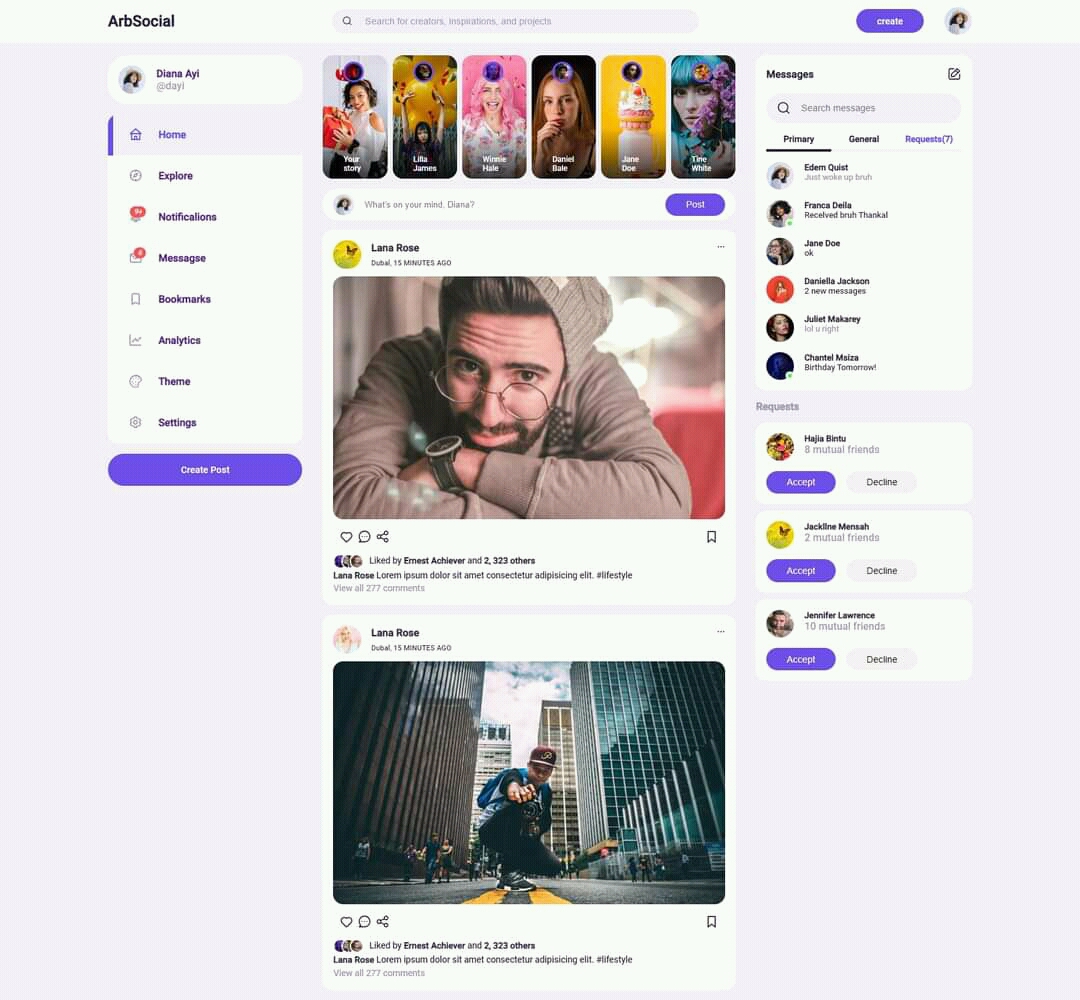 ArbSocial
Search for creators, inspirations, and projects
create
Diana Ayi
@dayi
Home
Explore
9+
Notifications
6
Messagse
Bookmarks
Analytics
Theme
Settings
Create Post
Your
story
Lilla
James
Winnie
Hale
Daniel
Bale
Jane
Doe
Tine
White
What's on your mind, Diana?
Post
Lana Rose
...
Dubai, 15 MINUTES AGO
Liked by Ernest Achiever and 2, 323 others
Lana Rose Lorem ipsum dolor sit amet consectetur adipisicing elit. #lifestyle
View all 277 comments
Lana Rose
...
Dubai, 15 MINUTES AGO
Liked by Ernest Achiever and 2, 323 others
Lana Rose Lorem ipsum dolor sit amet consectetur adipisicing elit. #lifestyle
View all 277 comments
Messages
Search messages
Primary
General
Requests(7)
Edem Quist
Just woke up bruh
Franca Deila
Received bruh Thankal
Jane Doe
ok
Daniella Jackson
2 new messages
Juliet Makarey
lol u right
Chantel Msiza
Birthday Tomorrow!
Requests
Hajia Bintu
8 mutual friends
Accept
Decline
Jackline Mensah
2 mutual friends
Accept
Decline
Jennifer Lawrence
10 mutual friends
Accept
Decline